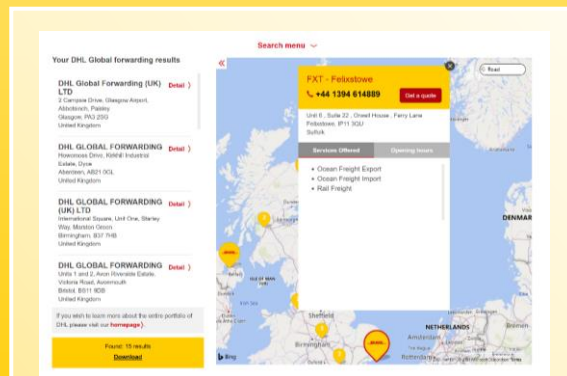 Search menu
Your DHL Global forwarding results
DHL Global Forwarding (UK) LTD
Detail
2 Campsie Drive, Glasgow Airport,
Abbotsinch, Paisley
Glasgow, PA3 2SG
United Kingdom
DHL GLOBAL FORWARDING
Detail
Howemoss Drive, Kirkhill Industrial
Estate, Dyce
Aberdeen, AB21 0GL
United Kingdom
DHL GLOBAL FORWARDING (UK) LTD
Detail
International Square, Unit One, Starley
Way, Marston Green
Birmingham, B37 7HB
United Kingdom
DHL GLOBAL FORWARDING
Detail
Units 1 and 2, Avon Riverside Estate,
Victoria Road, Avonmouth
Bristol, BS11 9DB
United Kingdom
If you wish to learn more about the entire portfolio of
DHL please visit our homepage
Found: 15 results
Download
FXT - Felixstowe
+44 1394 614889
Get a quote
Unit 6 , Suite 22 , Orwell House , Ferry Lane
Felixstowe, IP11 3QU
Suffolk
Services Offered
Opening hours
Ocean Freight Export
Ocean Freight Import
Rail Freight
Road
DENMAR
ISLE OF MAN
Sheffield
Birmingham
NETHERLANDS
Amsterdam
Rotterdam
Bremen
Bing